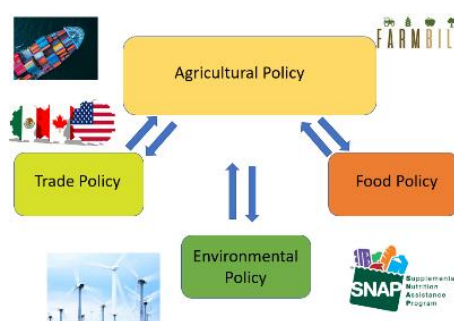 FARMBILL
Agricultural Policy
Trade Policy
Food Policy
Environmental
Policy
SNAP
Supplemental
Nutrition
Assistance
Program